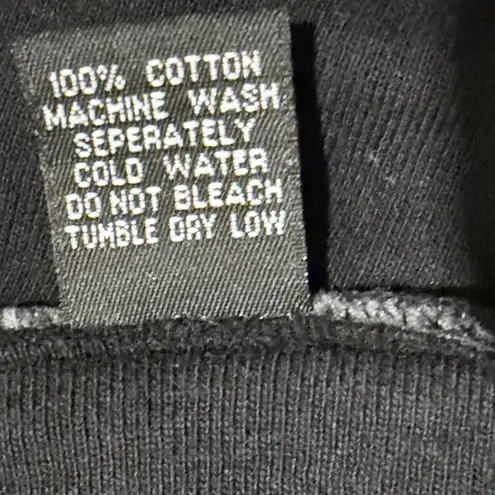 100% COTTON
MACHINE WASH
SEPERATELY
COLD WATER
DO NOT BLEACH
TUMBLE DRY LOW